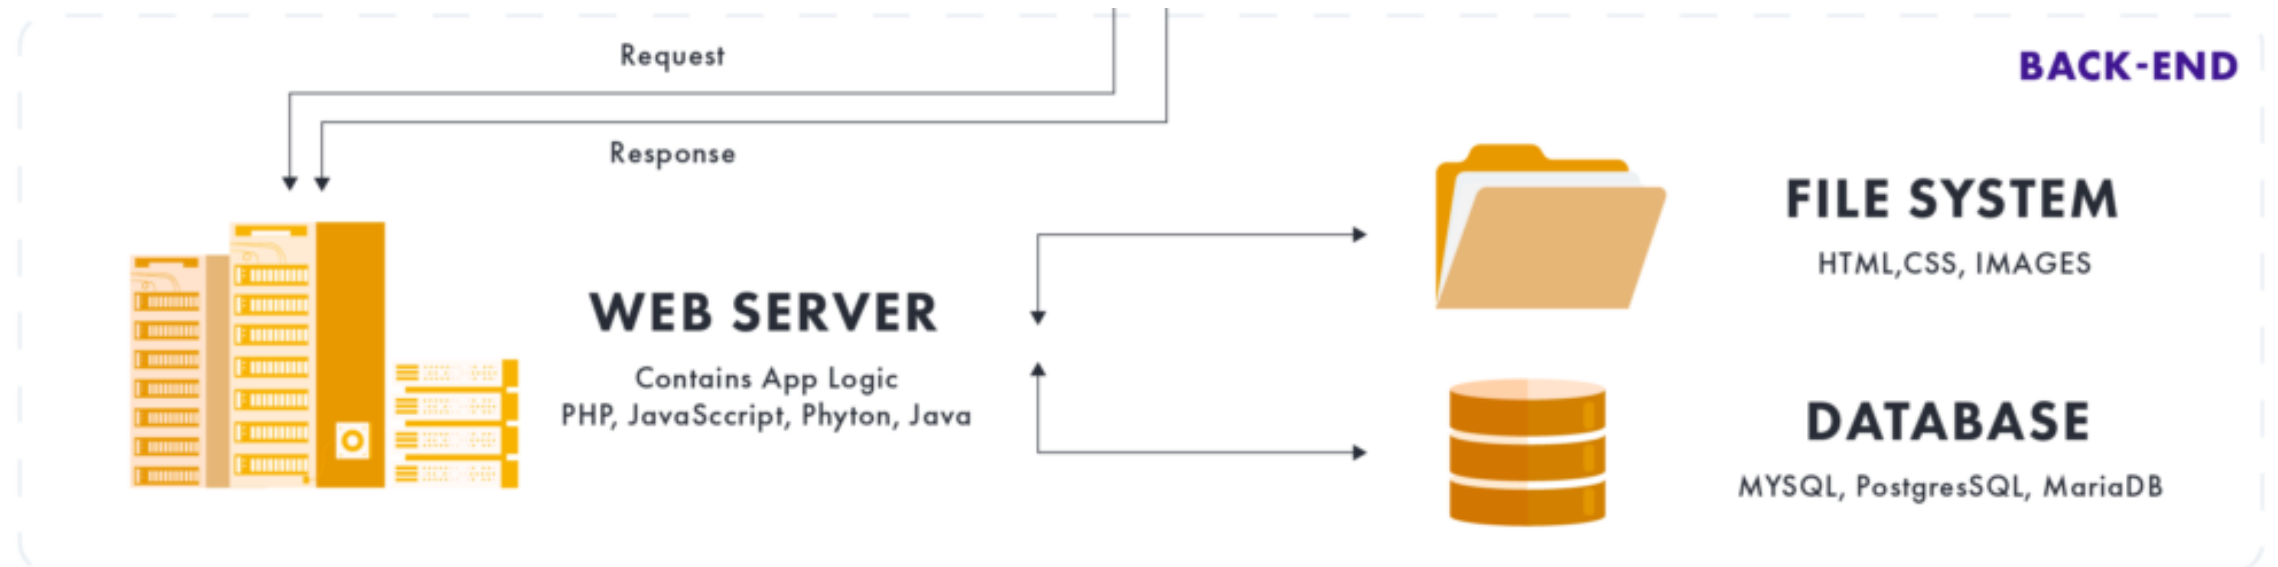 Request
BACK-END
Response
FILE SYSTEM
HTML,CSS, IMAGES
WEB SERVER
Contains App Logic
PHP, JavaSccript, Phyton, Java
DATABASE
MYSQL, PostgresSQL, MariaDB